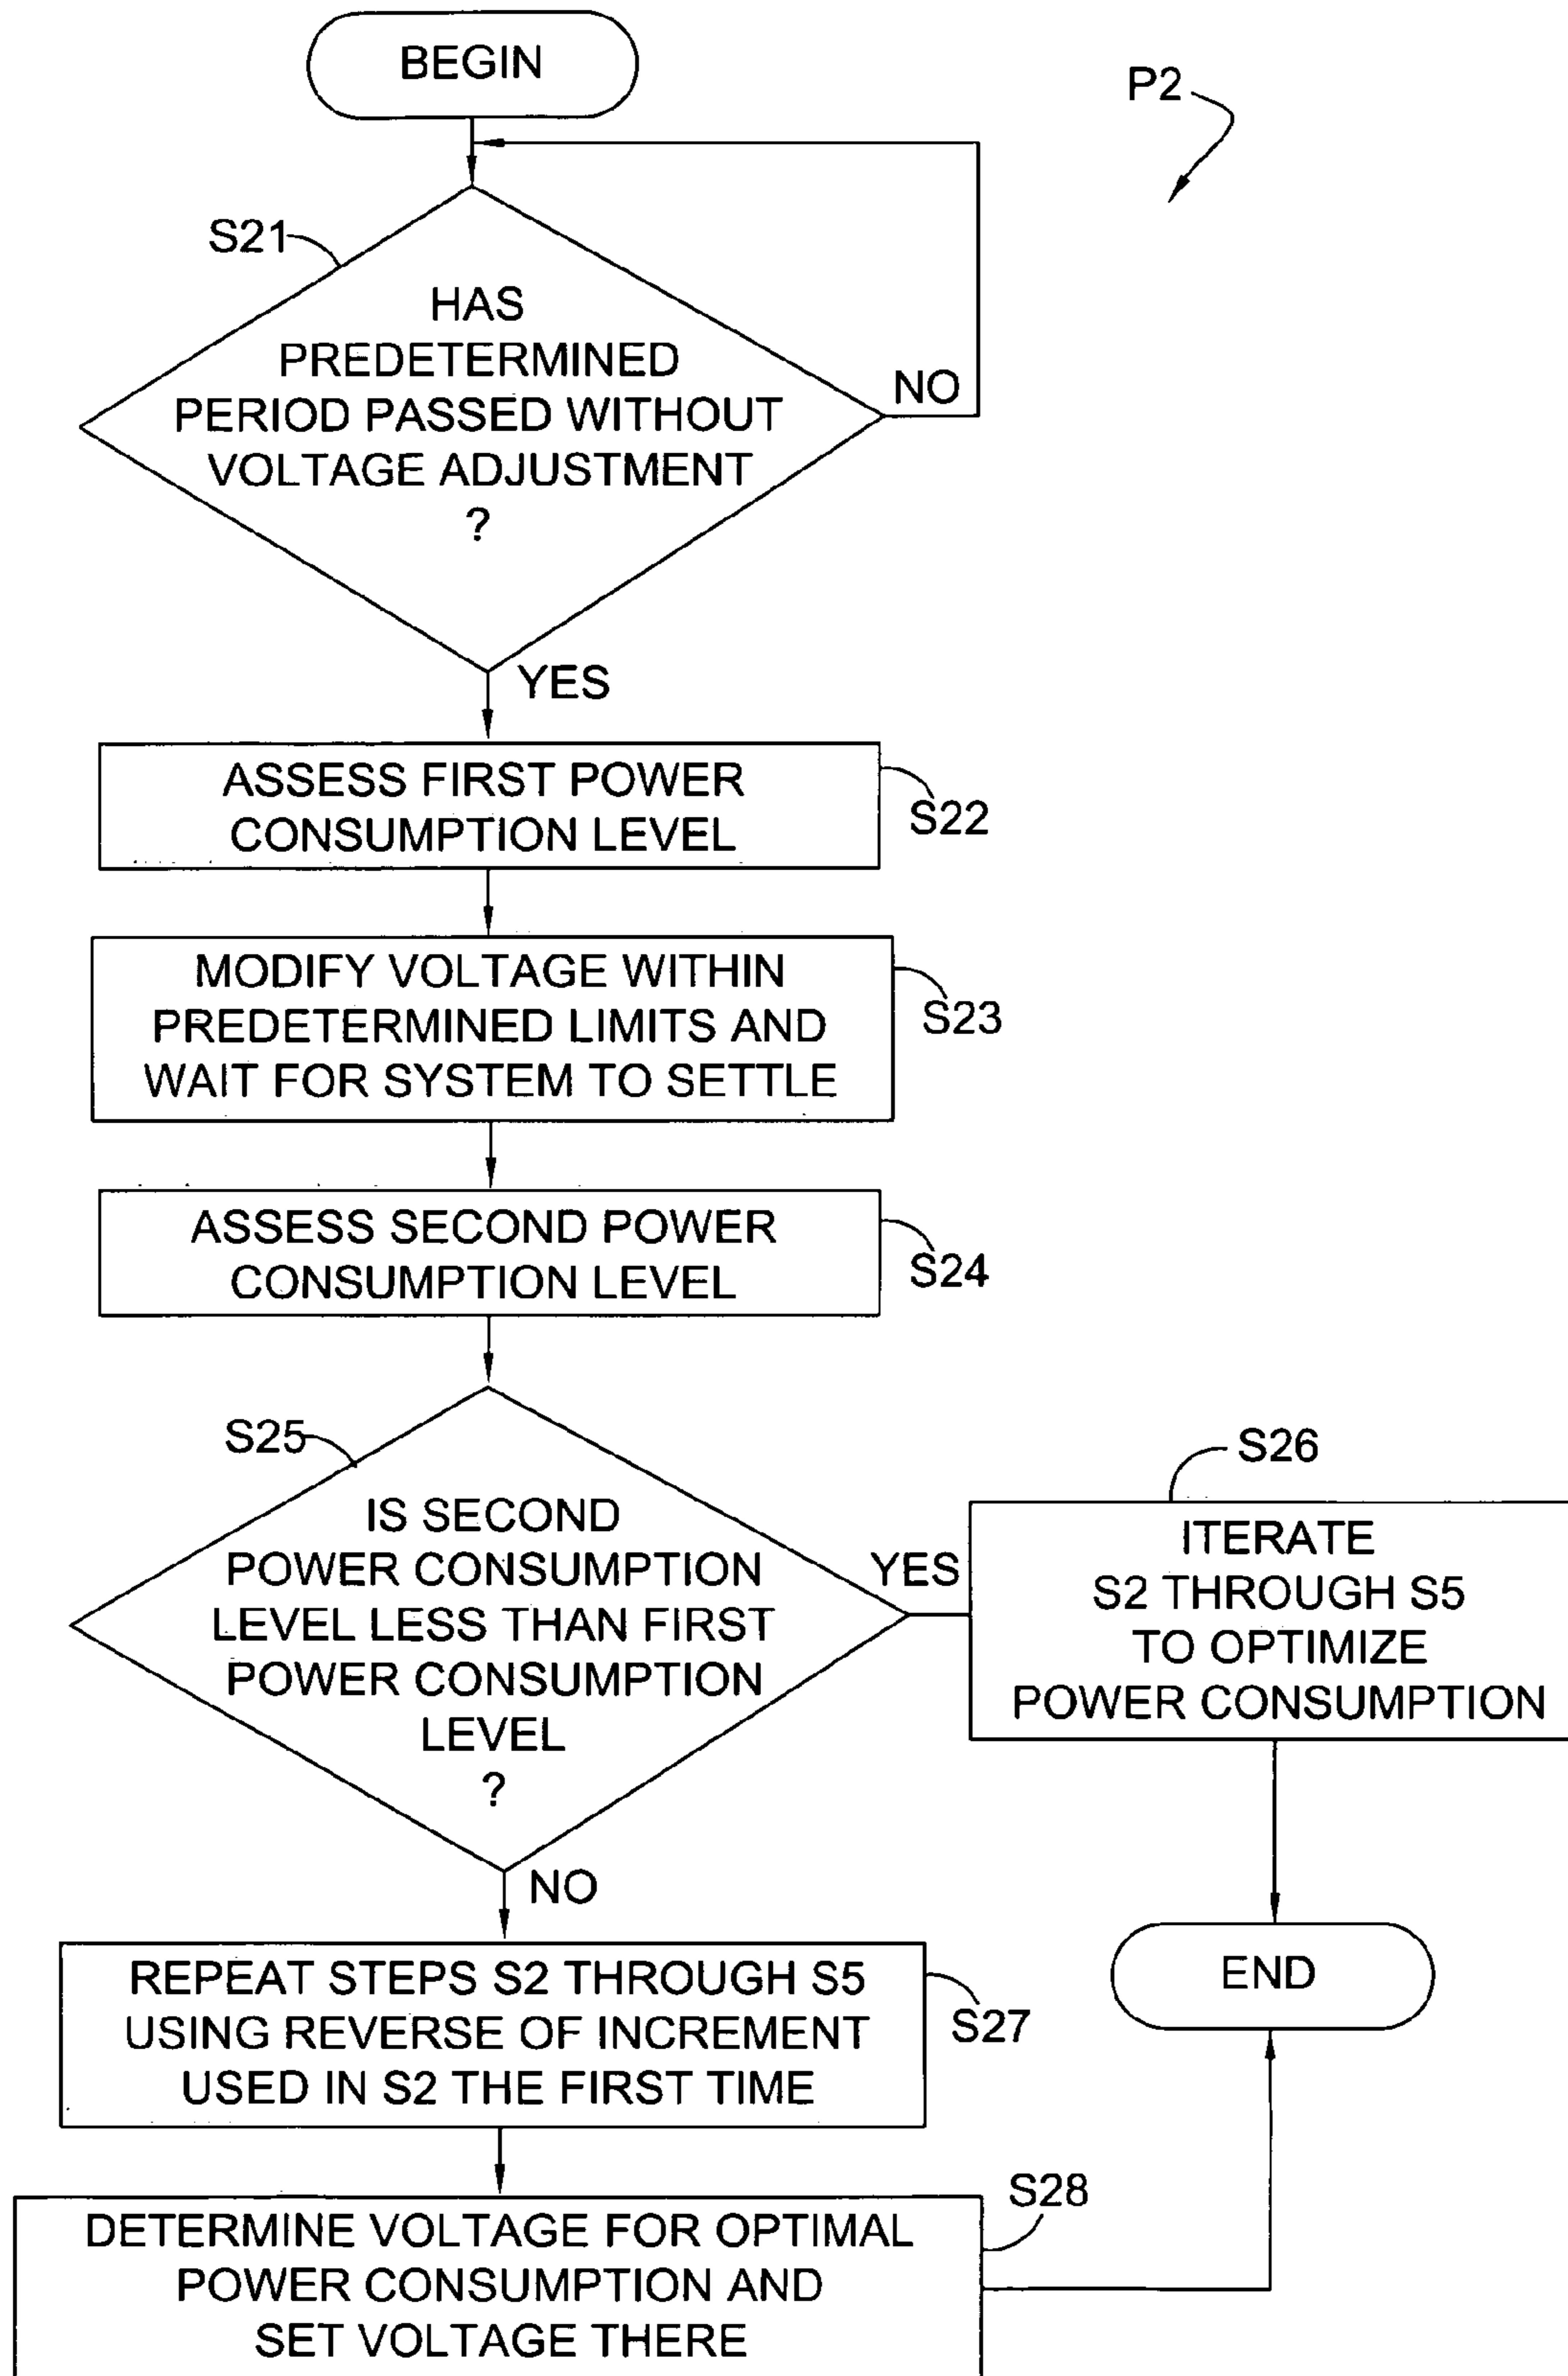 BEGIN
P2
S21
HAS
PREDETERMINED
PERIOD PASSED WITHOUT
VOLTAGE ADJUSTMENT
?
NO
YES
ASSESS FIRST POWER
CONSUMPTION LEVEL
S22
MODIFY VOLTAGE WITHIN
PREDETERMINED LIMITS AND
WAIT FOR SYSTEM TO SETTLE
S23
ASSESS SECOND POWER
CONSUMPTION LEVEL
S24
S25
IS SECOND
POWER CONSUMPTION
LEVEL LESS THAN FIRST
POWER CONSUMPTION
LEVEL
?
YES
S26
ITERATE
S2 THROUGH S5
TO OPTIMIZE
POWER CONSUMPTION
NO
END
REPEAT STEPS S2 THROUGH S5
USING REVERSE OF INCREMENT
USED IN S2 THE FIRST TIME
S27
S28
DETERMINE VOLTAGE FOR OPTIMAL
POWER CONSUMPTION AND
SET VOLTAGE THERE